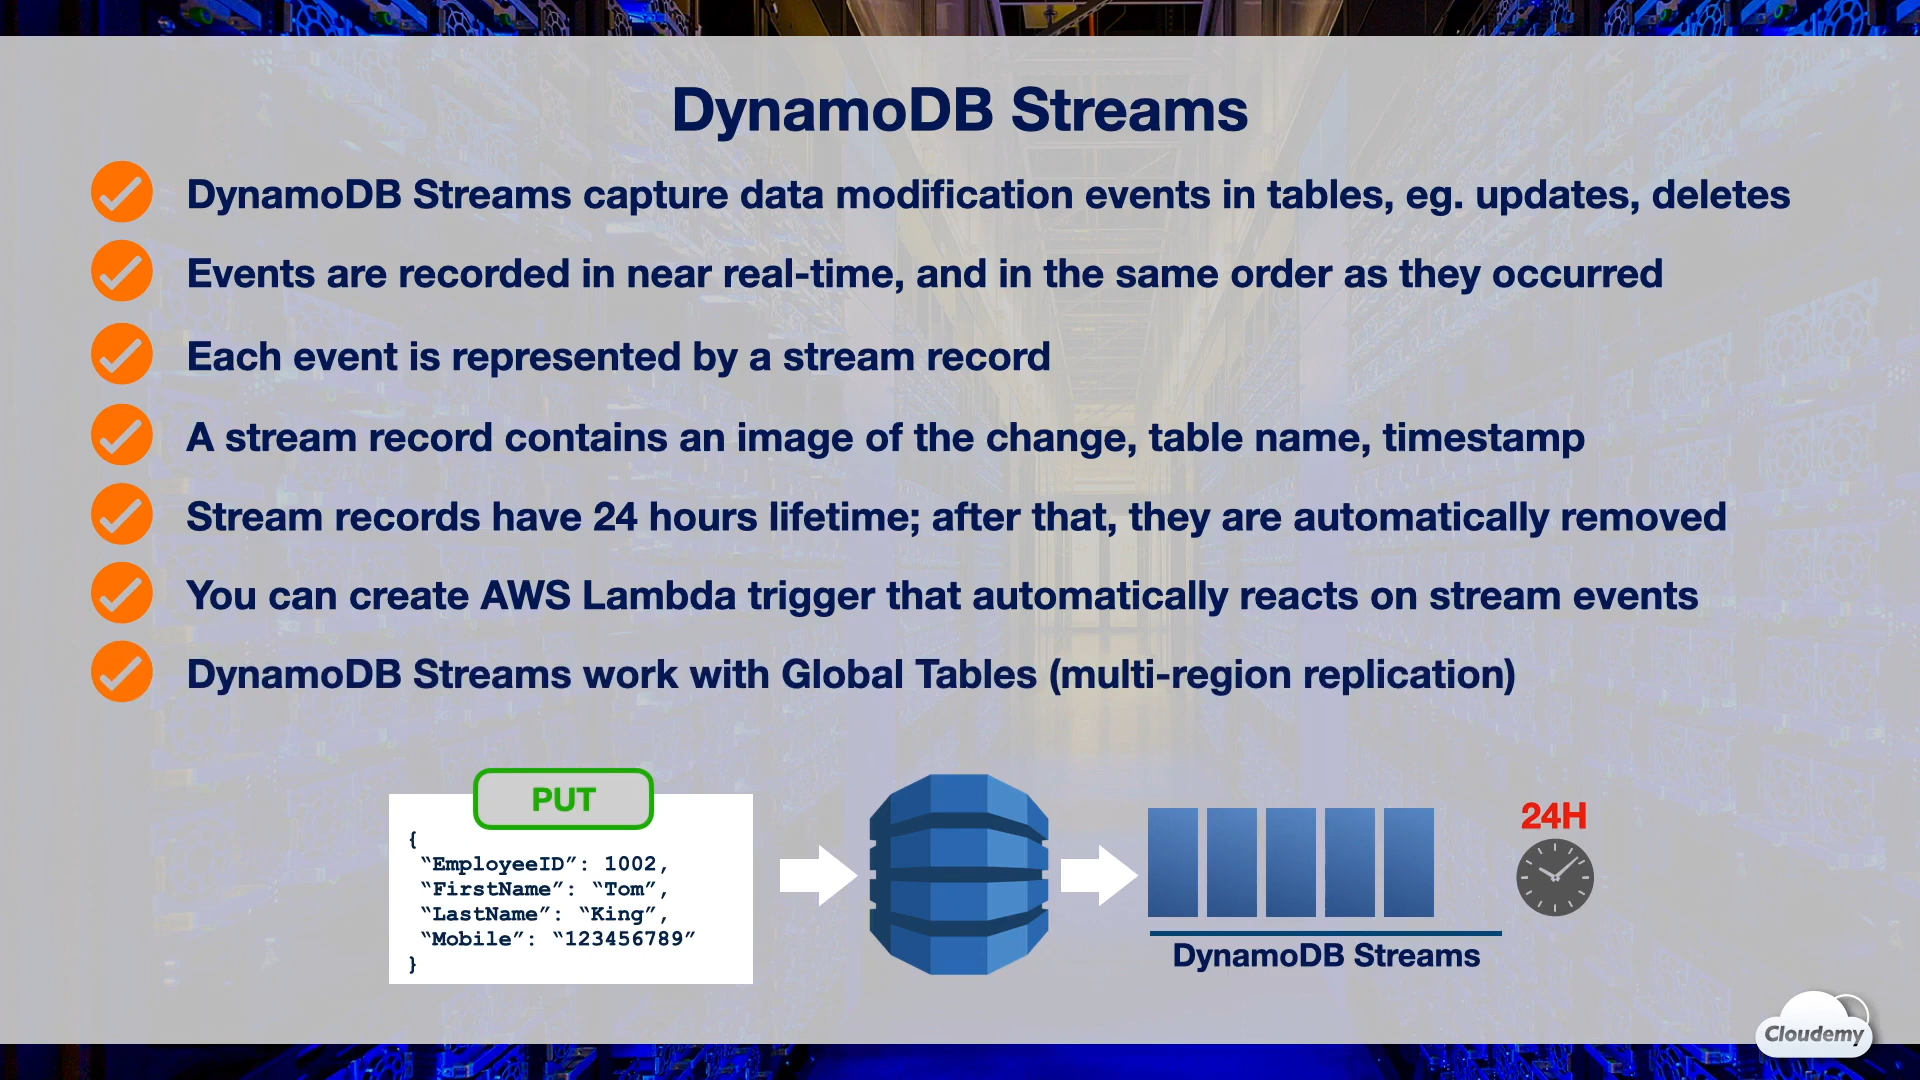 DynamoDB Streams
DynamoDB Streams capture data modification events in tables, eg. updates, deletes
Events are recorded in near real-time, and in the same order as they occurred
Each event is represented by a stream record
A stream record contains an image of the change, table name, timestamp
Stream records have 24 hours lifetime; after that, they are automatically removed
You can create AWS Lambda trigger that automatically reacts on stream events
DynamoDB Streams work with Global Tables (multi-region replication)
PUT
{
“EmployeeID”: 1002,
“FirstName”: “Tom”,
“LastName”: “King”,
“Mobile”: “123456789”
}
24H
DynamoDB Streams
Cloudemy